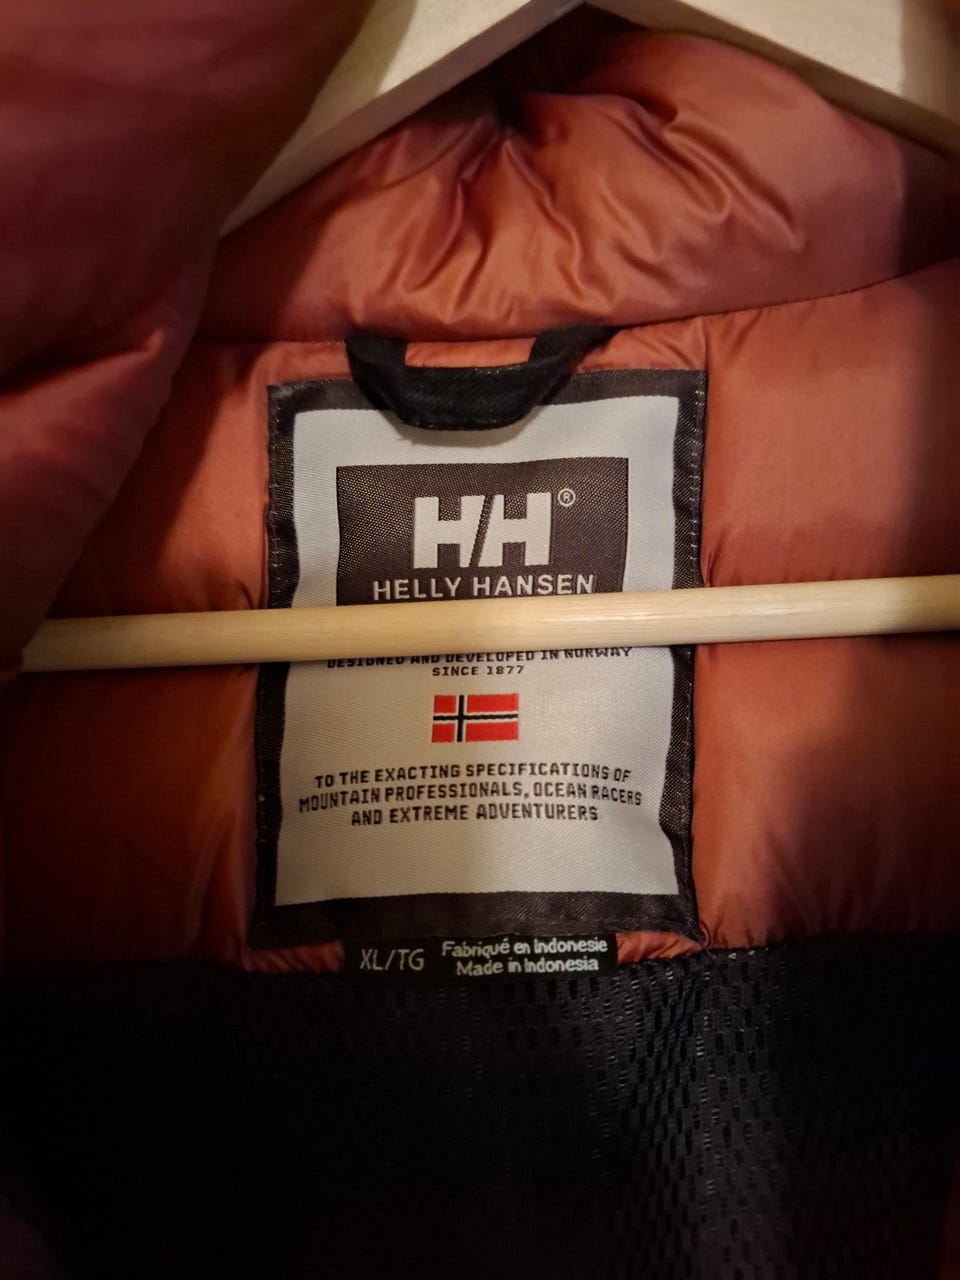 H/H®
HELLY HANSEN
DESIGNED AND DEVELOPED IN NORWAY
SINCE 1877
TO THE EXACTING SPECIFICATIONS OF
MOUNTAIN PROFESSIONALS, OCEAN RACERS
AND EXTREME ADVENTURERS
XL/TG
Fabriqué en Indonesie
Made in Indonesia